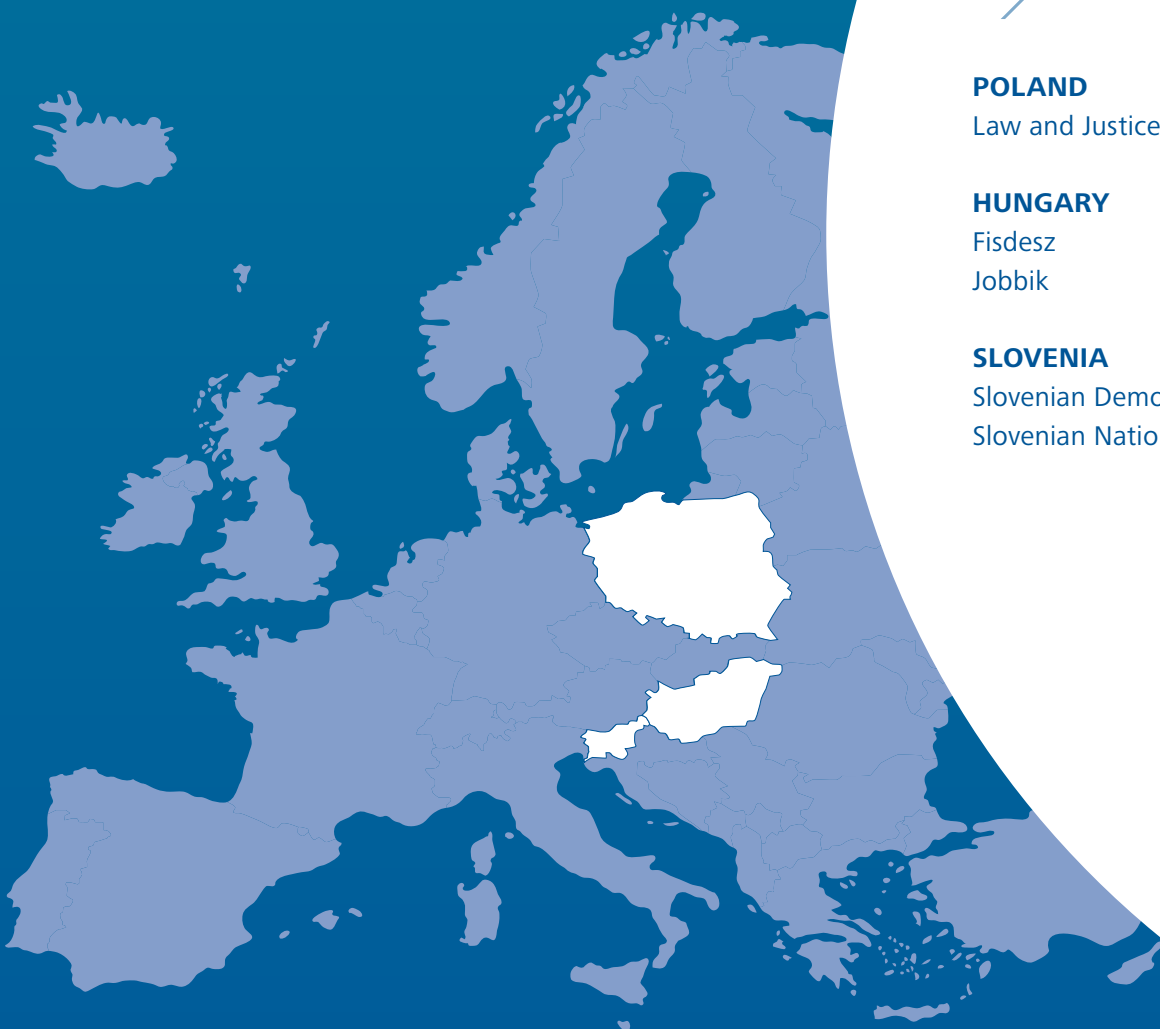 POLAND
Law and Justice
HUNGARY
Fisdesz
Jobbik
SLOVENIA
Slovenian Demo
Slovenian Natio